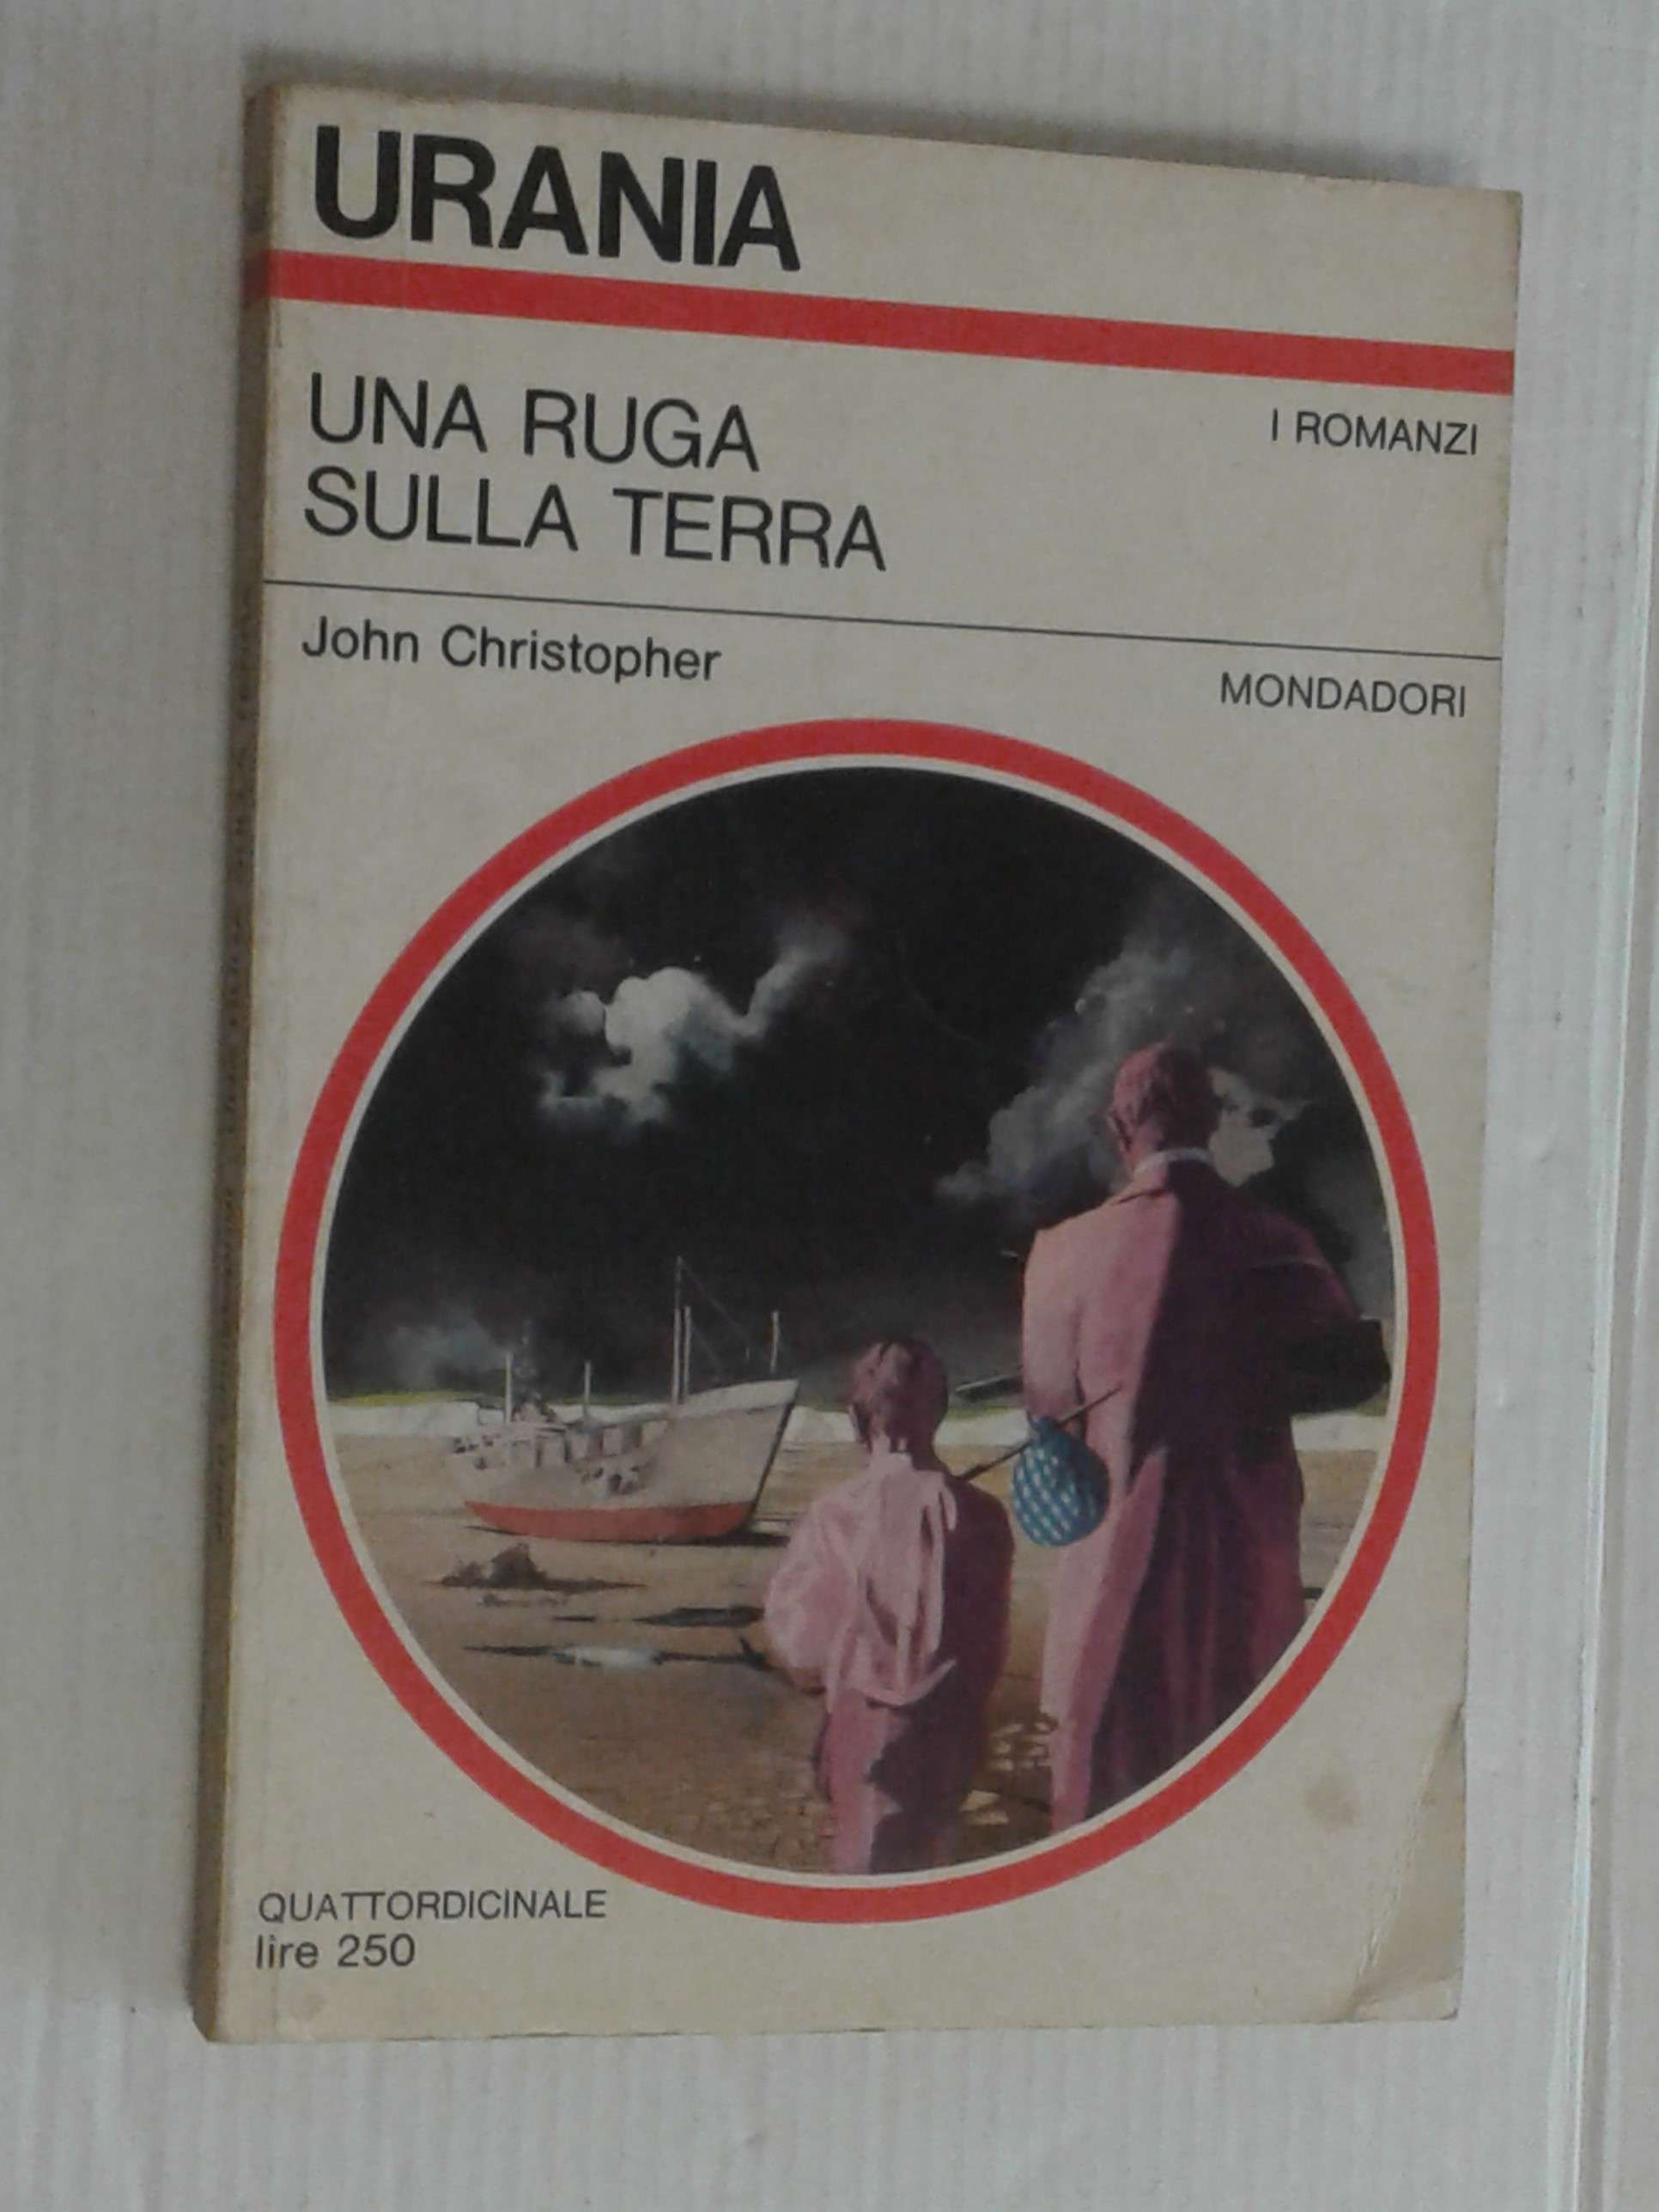 URANIA
UNA RUGA
SULLA TERRA
I ROMANZI
John Christopher
MONDADORI
QUATTORDICINALE
lire 250